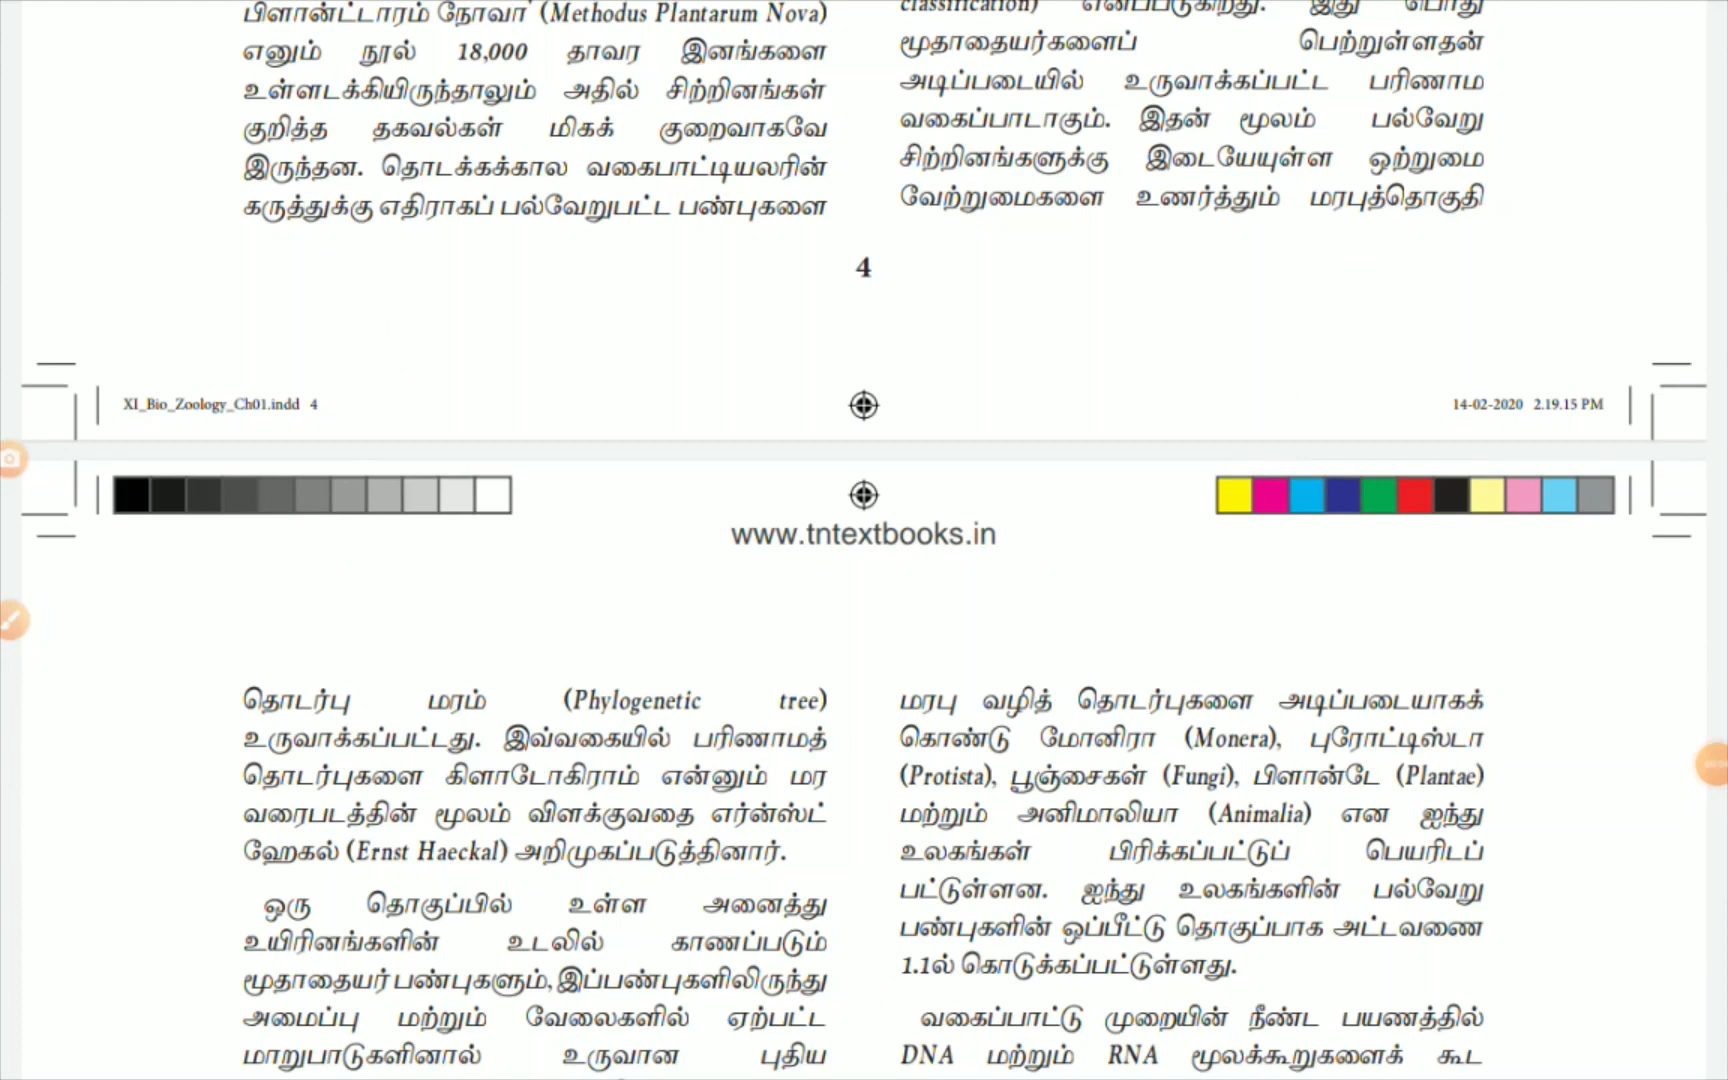 பிளான்ட்டாரம் நோவா' (Methodus Plantarum Nova)
எனும் நூல் 18,000 தாவர இனங்களை
உள்ளடக்கியிருந்தாலும் அதில் சிற்றினங்கள்
குறித்த தகவல்கள் மிகக் குறைவாகவே
இருந்தன. தொடக்கக்கால வகைபாட்டியலரின்
கருத்துக்கு எதிராகப் பல்வேறுபட்ட பண்புகளை
classification) எனப்படுகிறது. இது பொது
மூதாதையர்களைப் பெற்றுள்ளதன்
அடிப்படையில் உருவாக்கப்பட்ட பரிணாம
வகைப்பாடாகும். இதன் மூலம் பல்வேறு
சிற்றினங்களுக்கு இடையேயுள்ள ஒற்றுமை
வேற்றுமைகளை உணர்த்தும் மரபுத்தொகுதி
4
XI_Bio_Zoology_Ch01.indd 4
14-02-2020 2.19.15 PM
www.tntextbooks.in
தொடர்பு மரம் (Phylogenetic tree)
உருவாக்கப்பட்டது. இவ்வகையில் பரிணாமத்
தொடர்புகளை கிளாடோகிராம் என்னும் மர
வரைபடத்தின் மூலம் விளக்குவதை எர்ன்ஸ்ட்
ஹேகல் (Ernst Haeckal) அறிமுகப்படுத்தினார்.
ஒரு தொகுப்பில் உள்ள அனைத்து
உயிரினங்களின் உடலில் காணப்படும்
மூதாதையர் பண்புகளும், இப்பண்புகளிலிருந்து
அமைப்பு மற்றும் வேலைகளில் ஏற்பட்ட
மாறுபாடுகளினால் உருவான புதிய
மரபு வழித் தொடர்புகளை அடிப்படையாகக்
கொண்டு மோனிரா (Monera), புரோட்டிஸ்டா
(Protista), பூஞ்சைகள் (Fungi), பிளான்டே (Plantae)
மற்றும் அனிமாலியா (Animalia) என ஐந்து
உலகங்கள் பிரிக்கப்பட்டுப் பெயரிடப்
பட்டுள்ளன. ஐந்து உலகங்களின் பல்வேறு
பண்புகளின் ஒப்பீட்டு தொகுப்பாக அட்டவணை
1.1ல் கொடுக்கப்பட்டுள்ளது.
வகைப்பாட்டு முறையின் நீண்ட பயணத்தில்
DNA மற்றும் RNA மூலக்கூறுகளைக் கூட